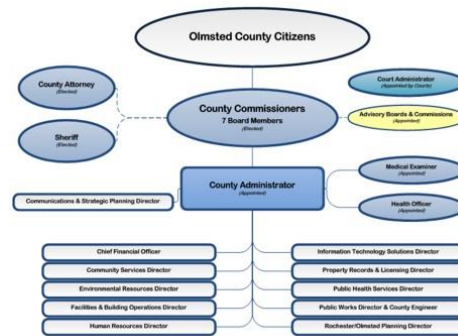 Olmsted County Citizens
County Attorney
(Elected)
Court Administrator
(Appointed by Courts)
County Commissioners
7 Board Members
(Elected)
Advisory Boards & Commissions
(Appointed)
Sheriff
(Elected)
Medical Examiner
(Appointed)
County Administrator
(Appointed)
Communications & Strategic Planning Director
Health Officer
(Appointed)
Chief Financial Officer
Information Technology Solutions Director
Community Services Director
Property Records & Licensing Director
Environmental Resources Director
Public Health Services Director
Facilities & Building Operations Director
Public Works Director & County Engineer
Human Resources Director
Rochester/Olmsted Planning Director